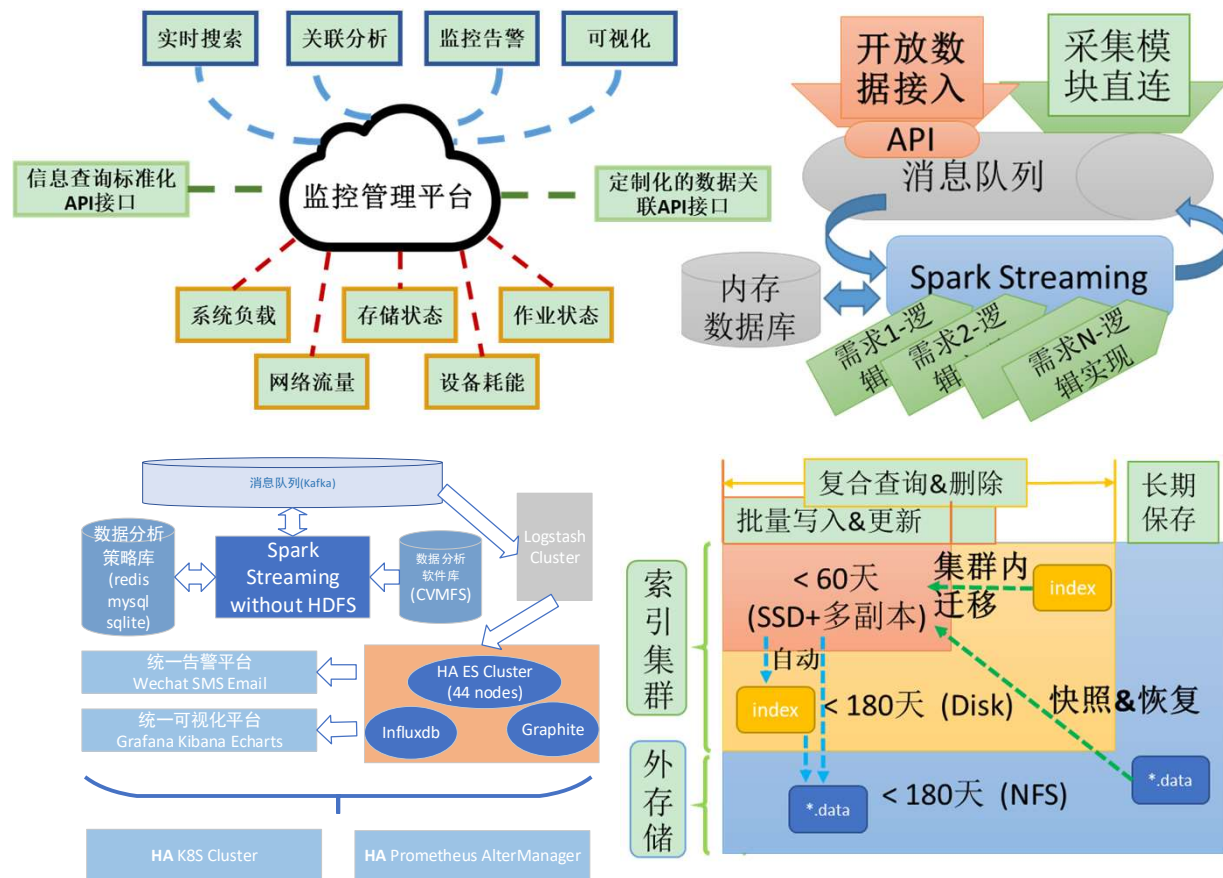 实时搜索
关联分析
监控告警
可视化
信息查询标准化
API接口
监控管理平台
定制化的数据关
联API接口
系统负载
存储状态
作业状态
网络流量
设备耗能
开放数
据接入
采集模
块直连
API
消息队列
Spark Streaming
内存
数据库
需求1-逻
辑
需求2-逻
辑
需求N-逻
辑实现
消息队列(Kafka)
数据分析
策略库
(redis
mysql
sqlite)
Spark
Streaming
without HDFS
数据分析
软件库
(CVMFS)
Logstash
Cluster
统一告警平台
Wechat SMS Email
统一可视化平台
Grafana Kibana Echarts
HA ES Cluster
(44 nodes)
Influxdb
Graphite
HA K8S Cluster
HA Prometheus AlterManager
复合查询&删除
长期
保存
批量写入&更新
索
引
集
群
< 60天
(SSD+多副本)
集群内
迁移
index
自动
index
< 180天 (Disk)
快照&恢复
外
存
储
*.data
< 180天 (NFS)
*.data